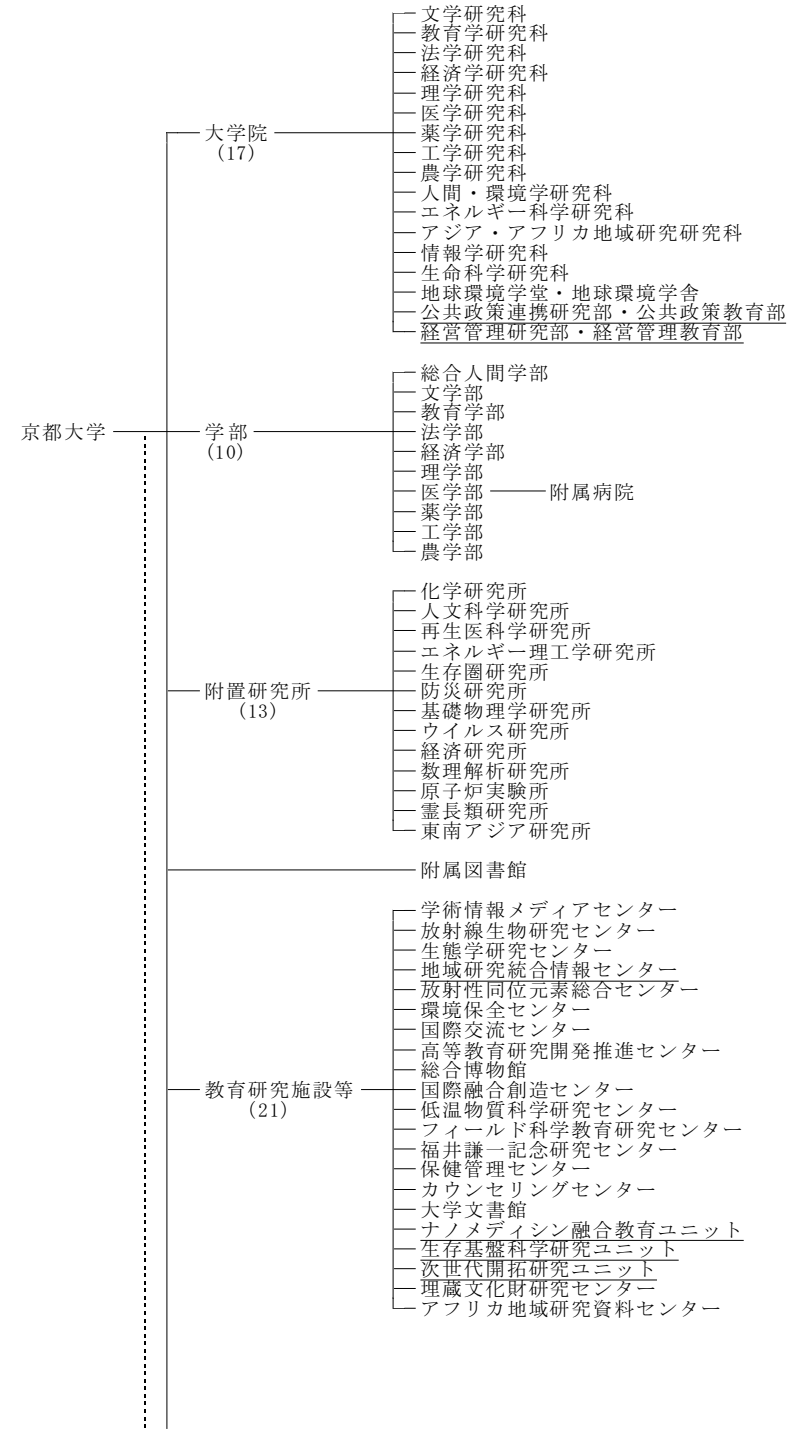 文学研究科
教育学研究科
法学研究科
経済学研究科
理学研究科
医学研究科
大学院
薬学研究科
(17)
工学研究科
農学研究科
人間・環境学研究科
エネルギー科学研究科
アジア・アフリカ地域研究研究科
情報学研究科
生命科学研究科
地球環境学堂・地球環境学舎
公共政策連携研究部・公共政策教育部
経営管理研究部・経営管理教育部
総合人間学部
文学部
教育学部
京都大学
学部
法学部
(10)
経済学部
理学部
医学部
附属病院
薬学部
工学部
農学部
化学研究所
人文科学研究所
再生医科学研究所
エネルギー理工学研究所
生存圏研究所
附置研究所
防災研究所
(13)
基礎物理学研究所
ウイルス研究所
経済研究所
数理解析研究所
原子炉実験所
霊長類研究所
東南アジア研究所
附属図書館
学術情報メディアセンター
放射線生物研究センター
生態学研究センター
地域研究統合情報センター
放射性同位元素総合センター
環境保全センター
国際交流センター
高等教育研究開発推進センター
総合博物館
教育研究施設等
国際融合創造センター
(21)
低温物質科学研究センター
フィールド科学教育研究センター
福井謙一記念研究センター
保健管理センター
カウンセリングセンター
大学文書館
ナノメディシン融合教育ユニット
生存基盤科学研究ユニット
次世代開拓研究ユニット
埋蔵文化財研究センター
アフリカ地域研究資料センター